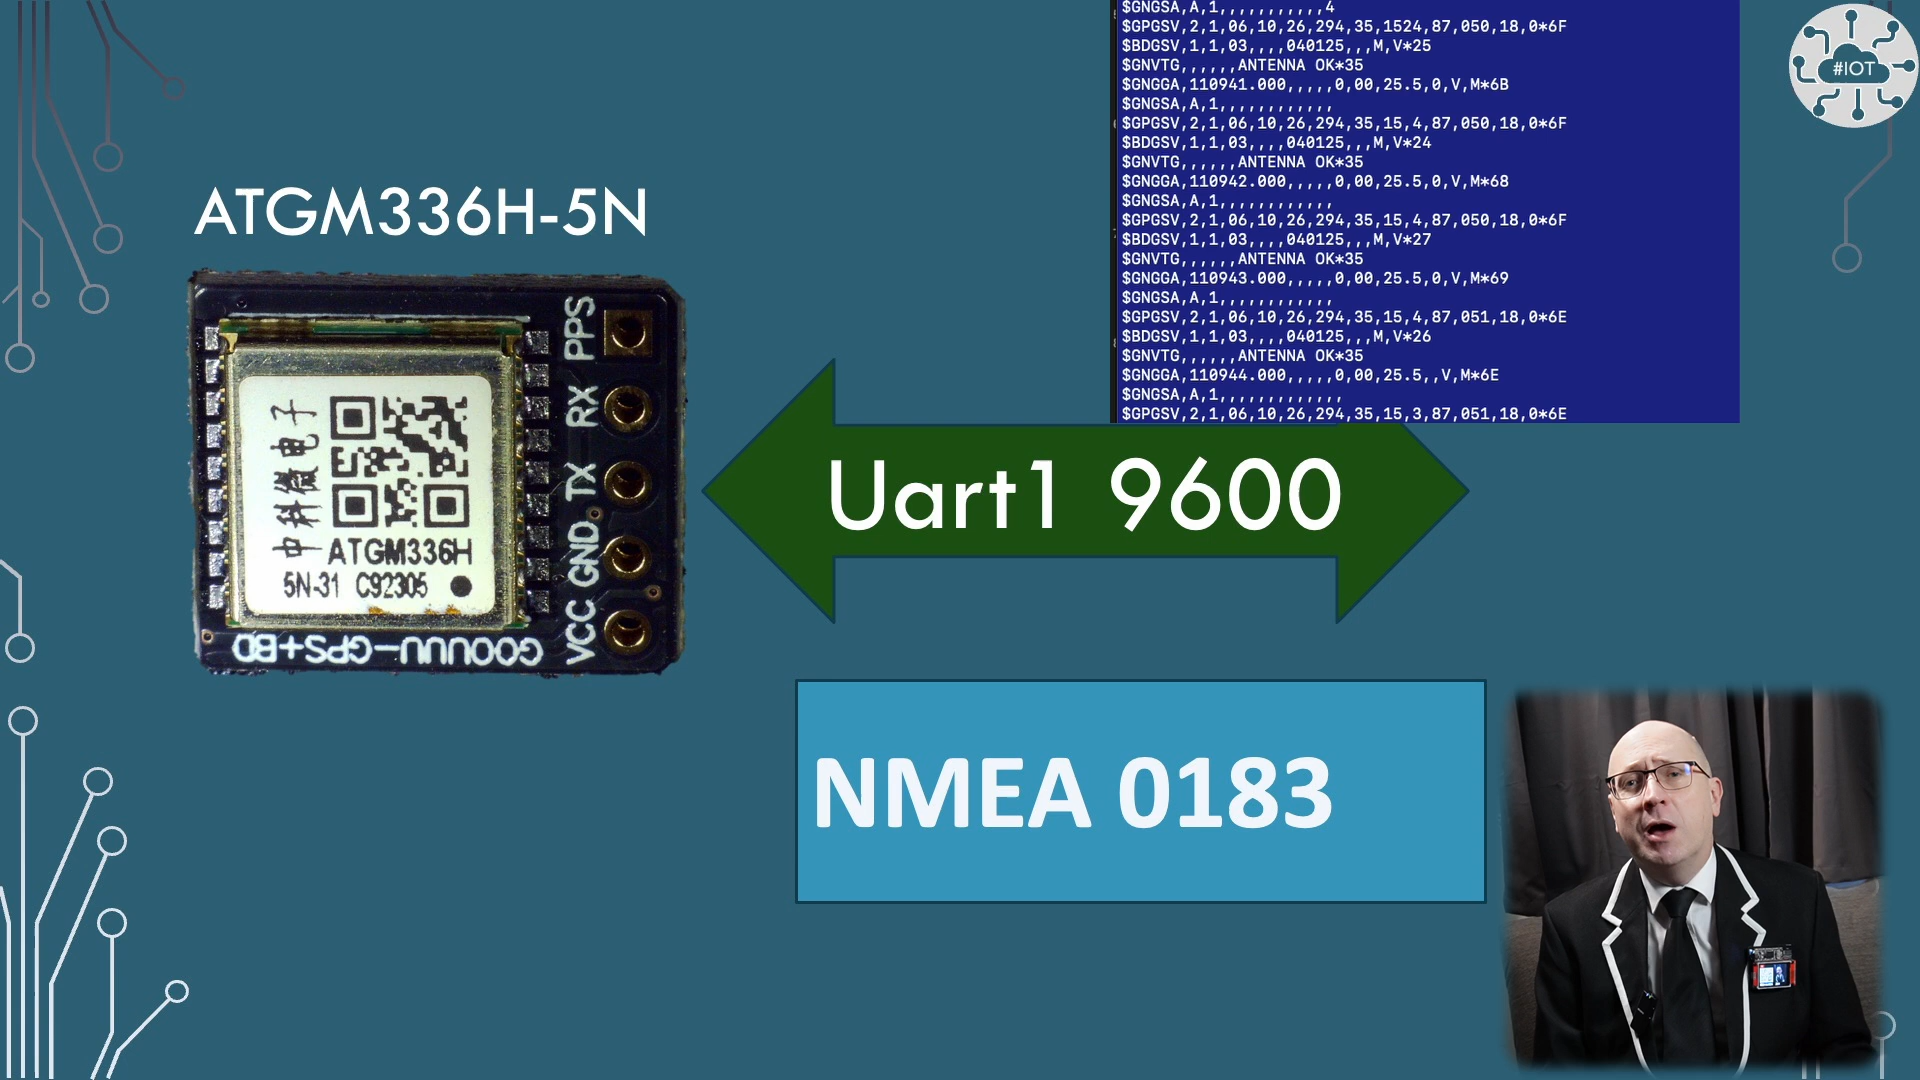 $GNGSA,A,1,,,,,,,,,,,,4
$GPGSV,2,1,06,10,26,294,35,1524,87,050,18,0*6F
$BDGSV,1,1,03,,,,040125,,,M,V*25
$GNVTG,,,,,,ANTENNA OK*35
$GNGGA,110941.000,,,,,0,00,25.5,0,V,M*6B
$GNGSA,A,1,,,,,,,,,,,,
$GPGSV,2,1,06,10,26,294,35,15,4,87,050,18,0*6F
$BDGSV,1,1,03,,,,040125,,,M,V*24
$GNVTG,,,,,,ANTENNA OK*35
$GNGGA,110942.000,,,,,0,00,25.5,0,V,M*68
$GNGSA,A,1,,,,,,,,,,,,
$GPGSV,2,1,06,10,26,294,35,15,4,87,050,18,0*6F
$BDGSV,1,1,03,,,,040125,,,M,V*27
$GNVTG,,,,,,ANTENNA OK*35
$GNGGA,110943.000,,,,,0,00,25.5,0,V,M*69
$GNGSA,A,1,,,,,,,,,,,,
$GPGSV,2,1,06,10,26,294,35,15,4,87,051,18,0*6E
$BDGSV,1,1,03,,,,040125,,,M,V*26
$GNVTG,,,,,,ANTENNA OK*35
$GNGGA,110944.000,,,,,0,00,25.5,,V,M*6E
$GNGSA,A,1,,,,,,,,,,,,,
$GPGSV,2,1,06,10,26,294,35,15,3,87,051,18,0*6E
#IOT
ATGM336H-5N
PPS
RX
TX
GND
VCC
中科微电子
ATGM336H
5N-31 C92305
GOOUUU-GPS+BD
Uart1 9600
NMEA 0183